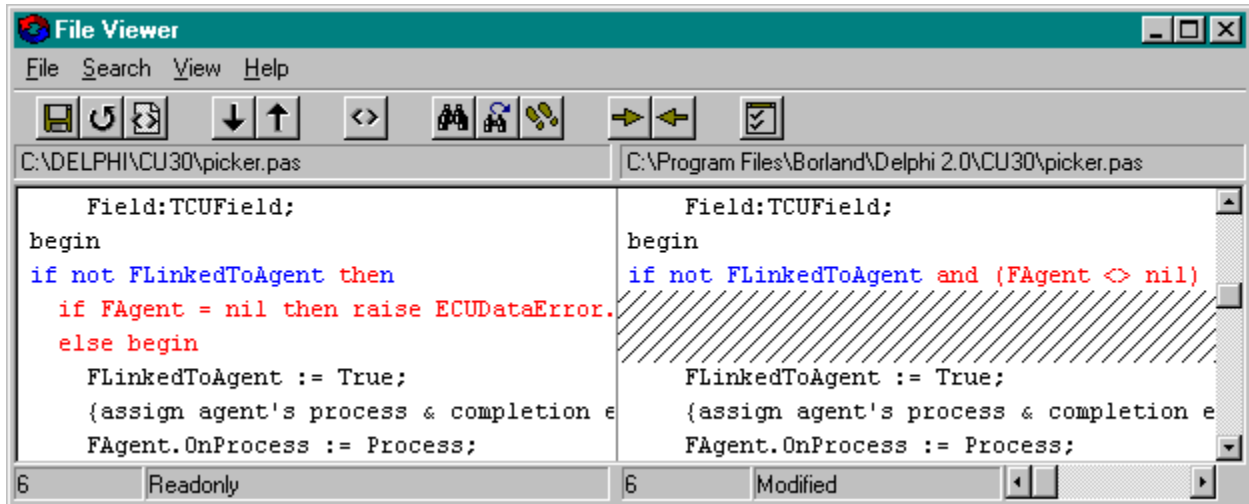 File Viewer
File Search View Help
C:\DELPHI\CU30\picker.pas
C:\Program Files\Borland\Delphi 2.0\CU30\picker.pas
Field:TCUField;
begin
if not FLinkedToAgent then
if FAgent = nil then raise ECUDataError.
else begin
FLinkedToAgent := True;
{assign agent's process & completion e
FAgent.OnProcess := Process;
Field:TCUField;
begin
if not FLinkedToAgent and (FAgent <> nil)
FLinkedToAgent := True;
{assign agent's process & completion e
FAgent.OnProcess := Process;
6 Readonly
6 Modified